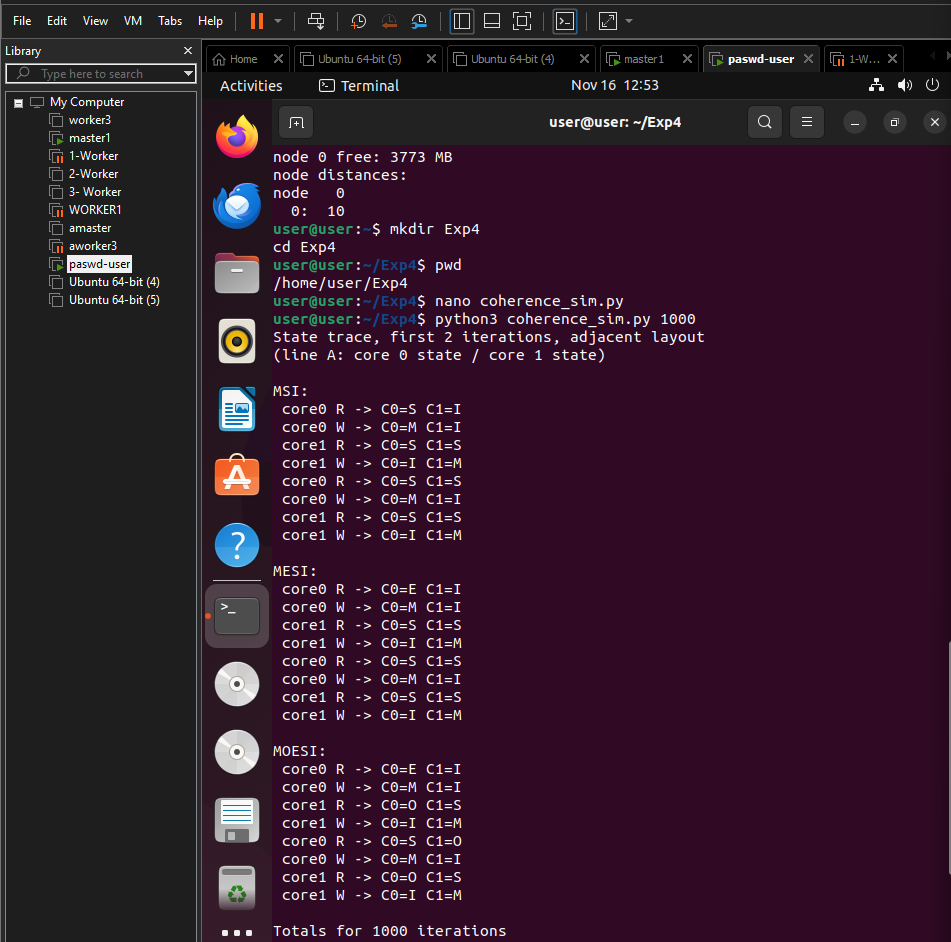 File Edit View VM Tabs Help
Library
Type here to search
My Computer
worker3
master1
1-Worker
2-Worker
3- Worker
WORKER1
amaster
aworker3
paswd-user
Ubuntu 64-bit (4)
Ubuntu 64-bit (5)
Home Ubuntu 64-bit (5) Ubuntu 64-bit (4) master1 paswd-user 1-W...
Activities Terminal Nov 16 12:53
user@user: ~/Exp4
node 0 free: 3773 MB
node distances:
node   0
  0:  10
user@user:~$ mkdir Exp4
cd Exp4
user@user:~/Exp4$ pwd
/home/user/Exp4
user@user:~/Exp4$ nano coherence_sim.py
user@user:~/Exp4$ python3 coherence_sim.py 1000
State trace, first 2 iterations, adjacent layout
(line A: core 0 state / core 1 state)
MSI:
 core0 R -> C0=S C1=I
 core0 W -> C0=M C1=I
 core1 R -> C0=S C1=S
 core1 W -> C0=I C1=M
 core0 R -> C0=S C1=S
 core0 W -> C0=M C1=I
 core1 R -> C0=S C1=S
 core1 W -> C0=I C1=M
MESI:
 core0 R -> C0=E C1=I
 core0 W -> C0=M C1=I
 core1 R -> C0=S C1=S
 core1 W -> C0=I C1=M
 core0 R -> C0=S C1=S
 core0 W -> C0=M C1=I
 core1 R -> C0=S C1=S
 core1 W -> C0=I C1=M
MOESI:
 core0 R -> C0=E C1=I
 core0 W -> C0=M C1=I
 core1 R -> C0=O C1=S
 core1 W -> C0=I C1=M
 core0 R -> C0=S C1=O
 core0 W -> C0=M C1=I
 core1 R -> C0=O C1=S
 core1 W -> C0=I C1=M
Totals for 1000 iterations